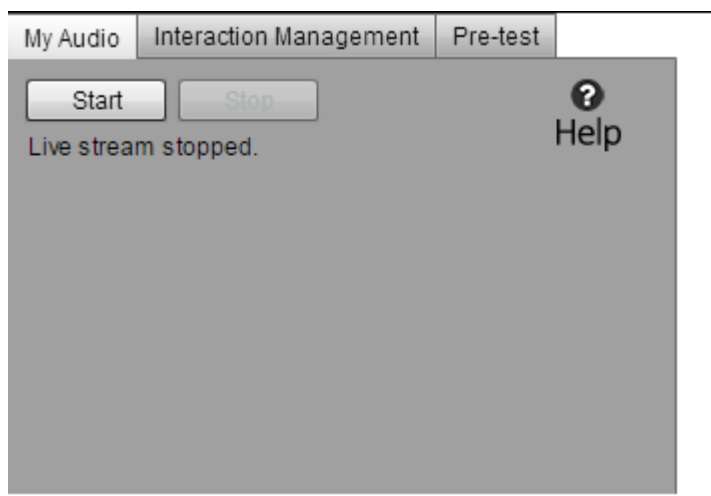 My Audio Interaction Management Pre-test
Start Stop
Help
Live stream stopped.